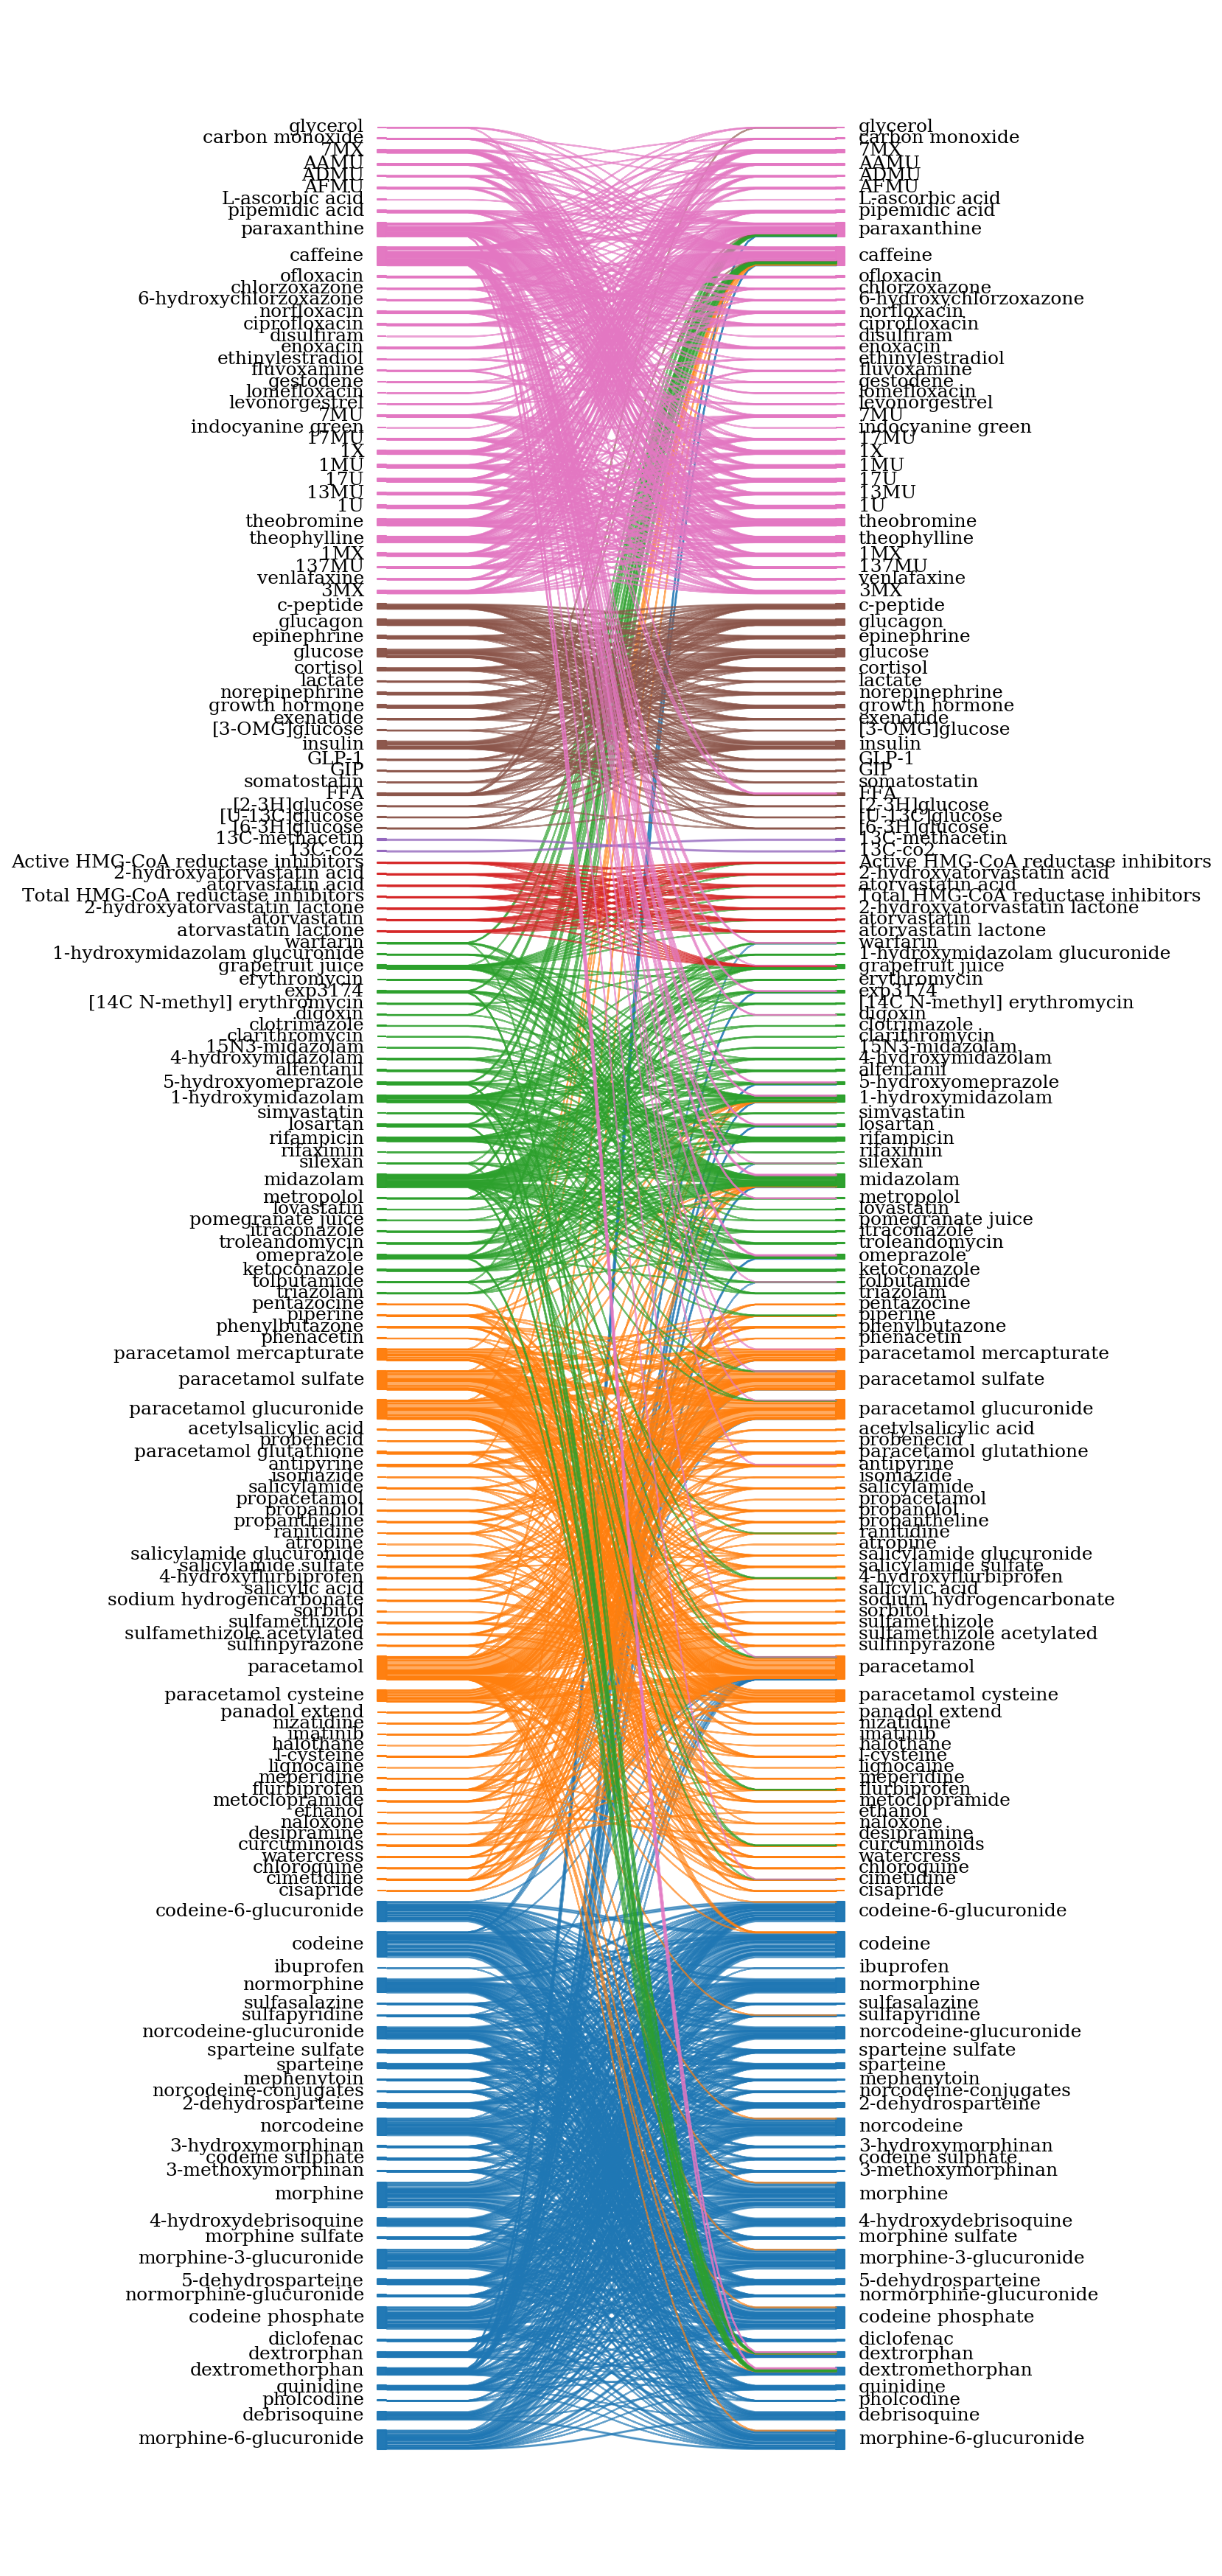 glycerol glycerol
carbon monoxide carbon monoxide
7MX 7MX
AAMU AAMU
ADMU ADMU
AFMU AFMU
L-ascorbic acid L-ascorbic acid
pipemidic acid pipemidic acid
paraxanthine paraxanthine
caffeine caffeine
ofloxacin ofloxacin
chlorzoxazone chlorzoxazone
6-hydroxychlorzoxazone 6-hydroxychlorzoxazone
norfloxacin norfloxacin
ciprofloxacin ciprofloxacin
disulfiram disulfiram
enoxacin enoxacin
ethinylestradiol ethinylestradiol
fluvoxamine fluvoxamine
gestodene gestodene
lomefloxacin lomefloxacin
levonorgestrel levonorgestrel
7MU 7MU
indocyanine green indocyanine green
17MU 17MU
1X 1X
1MU 1MU
17U 17U
13MU 13MU
1U 1U
theobromine theobromine
theophylline theophylline
1MX 1MX
137MU 137MU
venlafaxine venlafaxine
3MX 3MX
c-peptide c-peptide
glucagon glucagon
epinephrine epinephrine
glucose glucose
cortisol cortisol
lactate lactate
norepinephrine norepinephrine
growth hormone growth hormone
exenatide exenatide
[3-OMG]glucose [3-OMG]glucose
insulin insulin
GLP-1 GLP-1
GIP GIP
somatostatin somatostatin
FFA FFA
[2-3H]glucose [2-3H]glucose
[U-13C]glucose [U-13C]glucose
[6-3H]glucose [6-3H]glucose
13C-methacetin 13C-methacetin
13C-co2 13C-co2
Active HMG-CoA reductase inhibitors Active HMG-CoA reductase inhibitors
2-hydroxyatorvastatin acid 2-hydroxyatorvastatin acid
atorvastatin acid atorvastatin acid
Total HMG-CoA reductase inhibitors Total HMG-CoA reductase inhibitors
2-hydroxyatorvastatin lactone 2-hydroxyatorvastatin lactone
atorvastatin atorvastatin
atorvastatin lactone atorvastatin lactone
warfarin warfarin
1-hydroxymidazolam glucuronide 1-hydroxymidazolam glucuronide
grapefruit juice grapefruit juice
erythromycin erythromycin
exp3174 exp3174
[14C N-methyl] erythromycin [14C N-methyl] erythromycin
digoxin digoxin
clotrimazole clotrimazole
clarithromycin clarithromycin
15N3-midazolam 15N3-midazolam
4-hydroxymidazolam 4-hydroxymidazolam
alfentanil alfentanil
5-hydroxyomeprazole 5-hydroxyomeprazole
1-hydroxymidazolam 1-hydroxymidazolam
simvastatin simvastatin
losartan losartan
rifampicin rifampicin
rifaximin rifaximin
silexan silexan
midazolam midazolam
metropolol metropolol
lovastatin lovastatin
pomegranate juice pomegranate juice
itraconazole itraconazole
troleandomycin troleandomycin
omeprazole omeprazole
ketoconazole ketoconazole
tolbutamide tolbutamide
triazolam triazolam
pentazocine pentazocine
piperine piperine
phenylbutazone phenylbutazone
phenacetin phenacetin
paracetamol mercapturate paracetamol mercapturate
paracetamol sulfate paracetamol sulfate
paracetamol glucuronide paracetamol glucuronide
acetylsalicylic acid acetylsalicylic acid
probenecid probenecid
paracetamol glutathione paracetamol glutathione
antipyrine antipyrine
isoniazide isoniazide
salicylamide salicylamide
propacetamol propacetamol
propanolol propanolol
propantheline propantheline
ranitidine ranitidine
atropine atropine
salicylamide glucuronide salicylamide glucuronide
salicylamide sulfate salicylamide sulfate
4-hydroxyflurbiprofen 4-hydroxyflurbiprofen
salicylic acid salicylic acid
sodium hydrogencarbonate sodium hydrogencarbonate
sorbitol sorbitol
sulfamethizole sulfamethizole
sulfamethizole acetylated sulfamethizole acetylated
sulfinpyrazone sulfinpyrazone
paracetamol paracetamol
paracetamol cysteine paracetamol cysteine
panadol extend panadol extend
nizatidine nizatidine
imatinib imatinib
halothane halothane
l-cysteine l-cysteine
lignocaine lignocaine
meperidine meperidine
flurbiprofen flurbiprofen
metoclopramide metoclopramide
ethanol ethanol
naloxone naloxone
desipramine desipramine
curcuminoids curcuminoids
watercress watercress
chloroquine chloroquine
cimetidine cimetidine
cisapride cisapride
codeine-6-glucuronide codeine-6-glucuronide
codeine codeine
ibuprofen ibuprofen
normorphine normorphine
sulfasalazine sulfasalazine
sulfapyridine sulfapyridine
norcodeine-glucuronide norcodeine-glucuronide
sparteine sulfate sparteine sulfate
sparteine sparteine
mephenytoin mephenytoin
norcodeine-conjugates norcodeine-conjugates
2-dehydrosparteine 2-dehydrosparteine
norcodeine norcodeine
3-hydroxymorphinan 3-hydroxymorphinan
codeine sulphate codeine sulphate
3-methoxymorphinan 3-methoxymorphinan
morphine morphine
4-hydroxydebrisoquine 4-hydroxydebrisoquine
morphine sulfate morphine sulfate
morphine-3-glucuronide morphine-3-glucuronide
5-dehydrosparteine 5-dehydrosparteine
normorphine-glucuronide normorphine-glucuronide
codeine phosphate codeine phosphate
diclofenac diclofenac
dextrorphan dextrorphan
dextromethorphan dextromethorphan
quinidine quinidine
pholcodine pholcodine
debrisoquine debrisoquine
morphine-6-glucuronide morphine-6-glucuronide